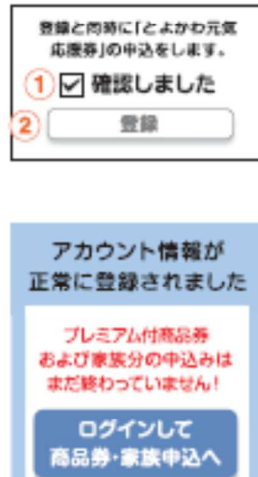 登録と同時に「とよかわ元気
応援券」の申込をします。
① 確認しました
② 登録
アカウント情報が
正常に登録されました
プレミアム付商品券
および家族分の申込みは
まだ終わっていません!
ログインして
商品券・家族申込へ